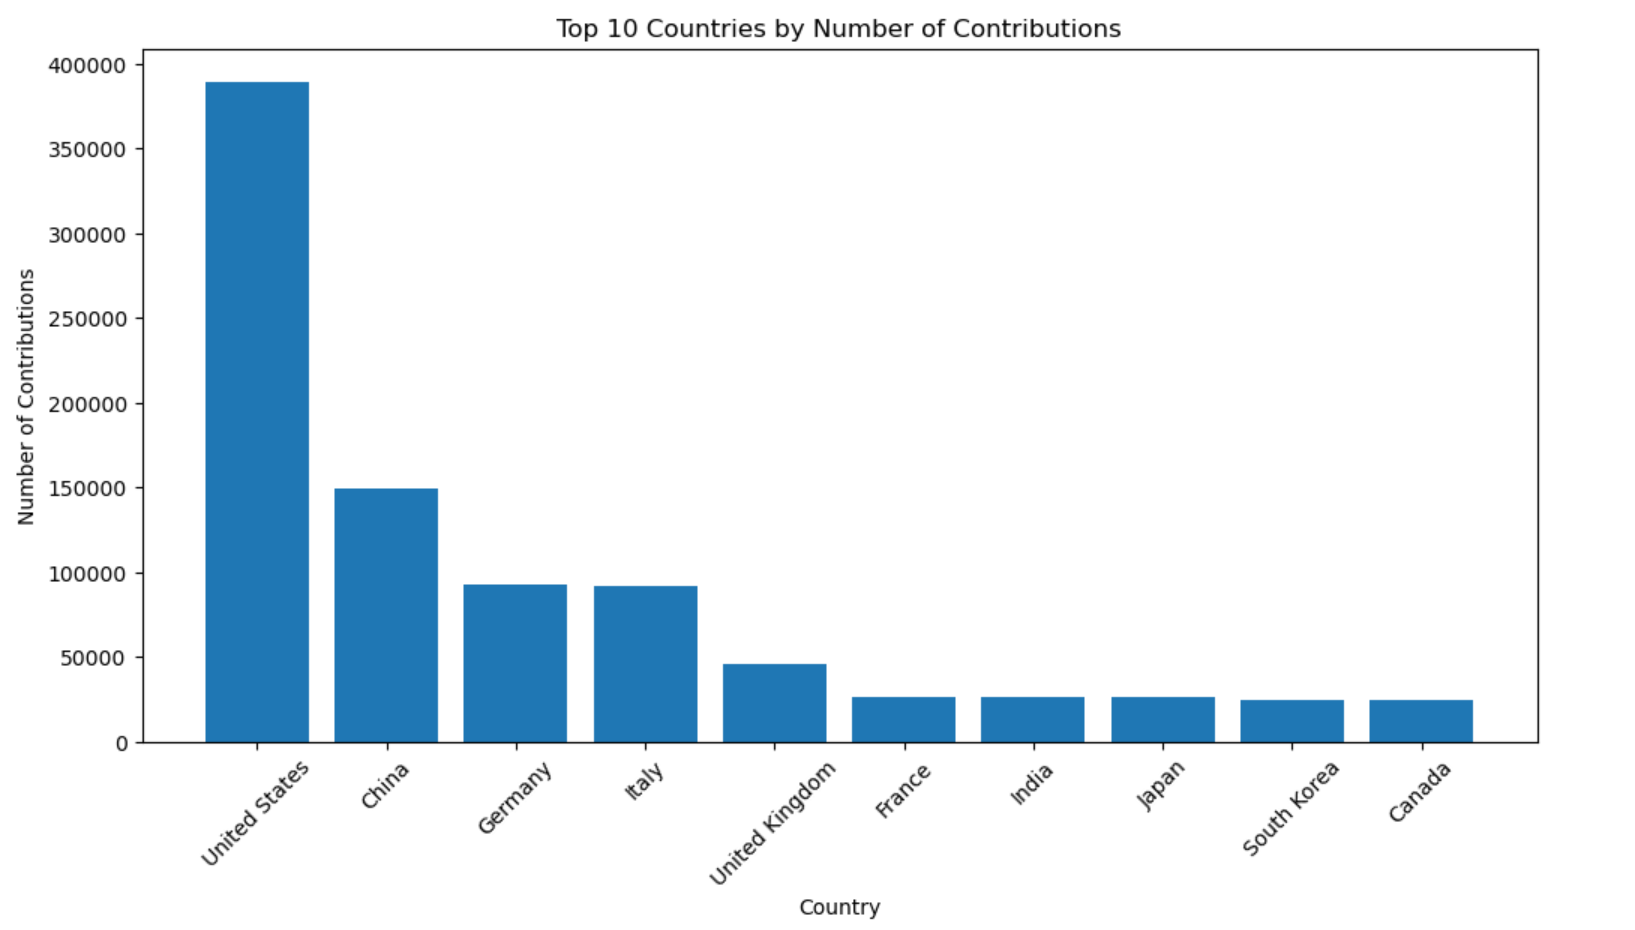 Top 10 Countries by Number of Contributions
Number of Contributions
400000
350000
300000
250000
200000
150000
100000
50000
0
United States
China
Germany
Italy
United Kingdom
France
India
Japan
South Korea
Canada
Country